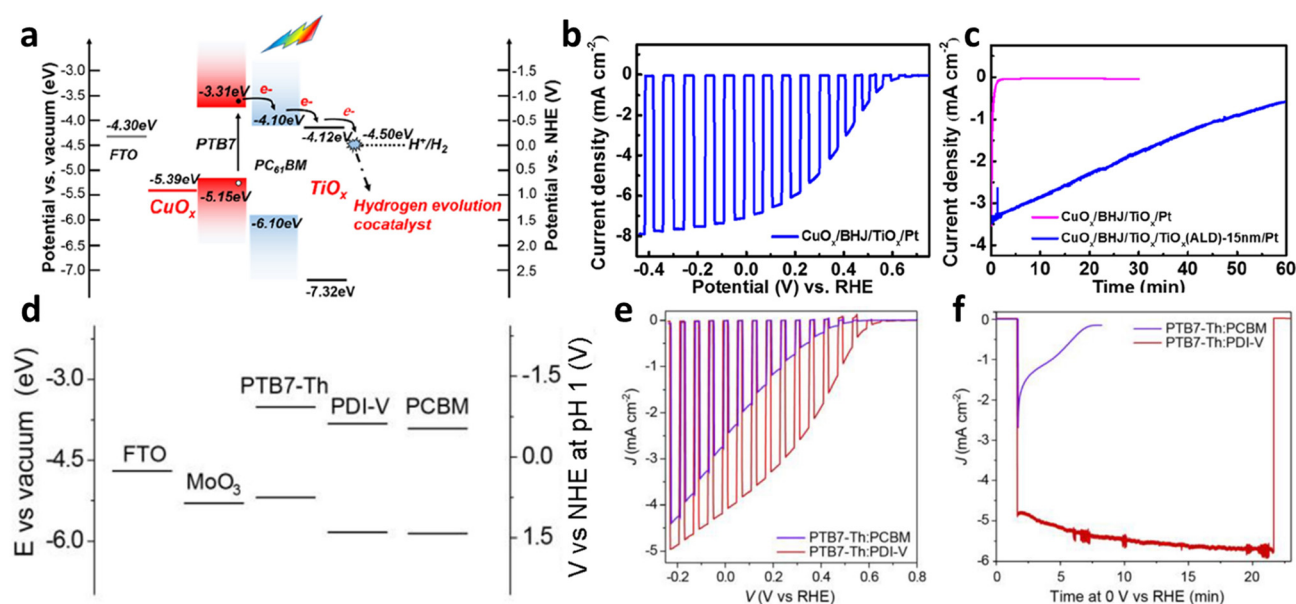 a
Potential vs. vacuum (eV)
-3.0
-3.5
-4.0
-4.5
-5.0
-5.5
-6.0
-6.5
-7.0
-4.30eV
FTO
-5.39eV
CuOx
-3.31eV
PTB7
-5.15eV
e-
e-
e-
-4.10eV
PC61BM
-6.10eV
-4.12eV
TiOx
-7.32eV
-4.50eV
H+/H2
Hydrogen evolution
cocatalyst
-1.5
-1.0
-0.5
0.0
0.5
1.0
1.5
2.0
2.5
Potential vs. NHE (V)
b
Current density (mA cm-2)
0
-2
-4
-6
-8
CuOx/BHJ/TiOx/Pt
-0.4
-0.2
0.0
0.2
0.4
0.6
0.8
Potential (V) vs. RHE
c
Current density (mA cm-2)
0
-1
-2
-3
-4
CuOx/BHJ/TiOx/Pt
CuOx/BHJ/TiOx/TiOx(ALD)-15nm/Pt
0
10
20
30
40
50
60
Time (min)
d
E vs vacuum (eV)
-3.0
-4.5
-6.0
FTO
MoO3
PTB7-Th
PDI-V
PCBM
-1.5
0.0
1.5
V vs NHE at pH 1 (V)
e
J (mA cm-2)
0
-1
-2
-3
-4
-5
PTB7-Th:PCBM
PTB7-Th:PDI-V
-0.2
0.0
0.2
0.4
0.6
0.8
V (V vs RHE)
f
J (mA cm-2)
0
-1
-2
-3
-4
-5
-6
PTB7-Th:PCBM
PTB7-Th:PDI-V
0
5
10
15
20
Time at 0 V vs RHE (min)